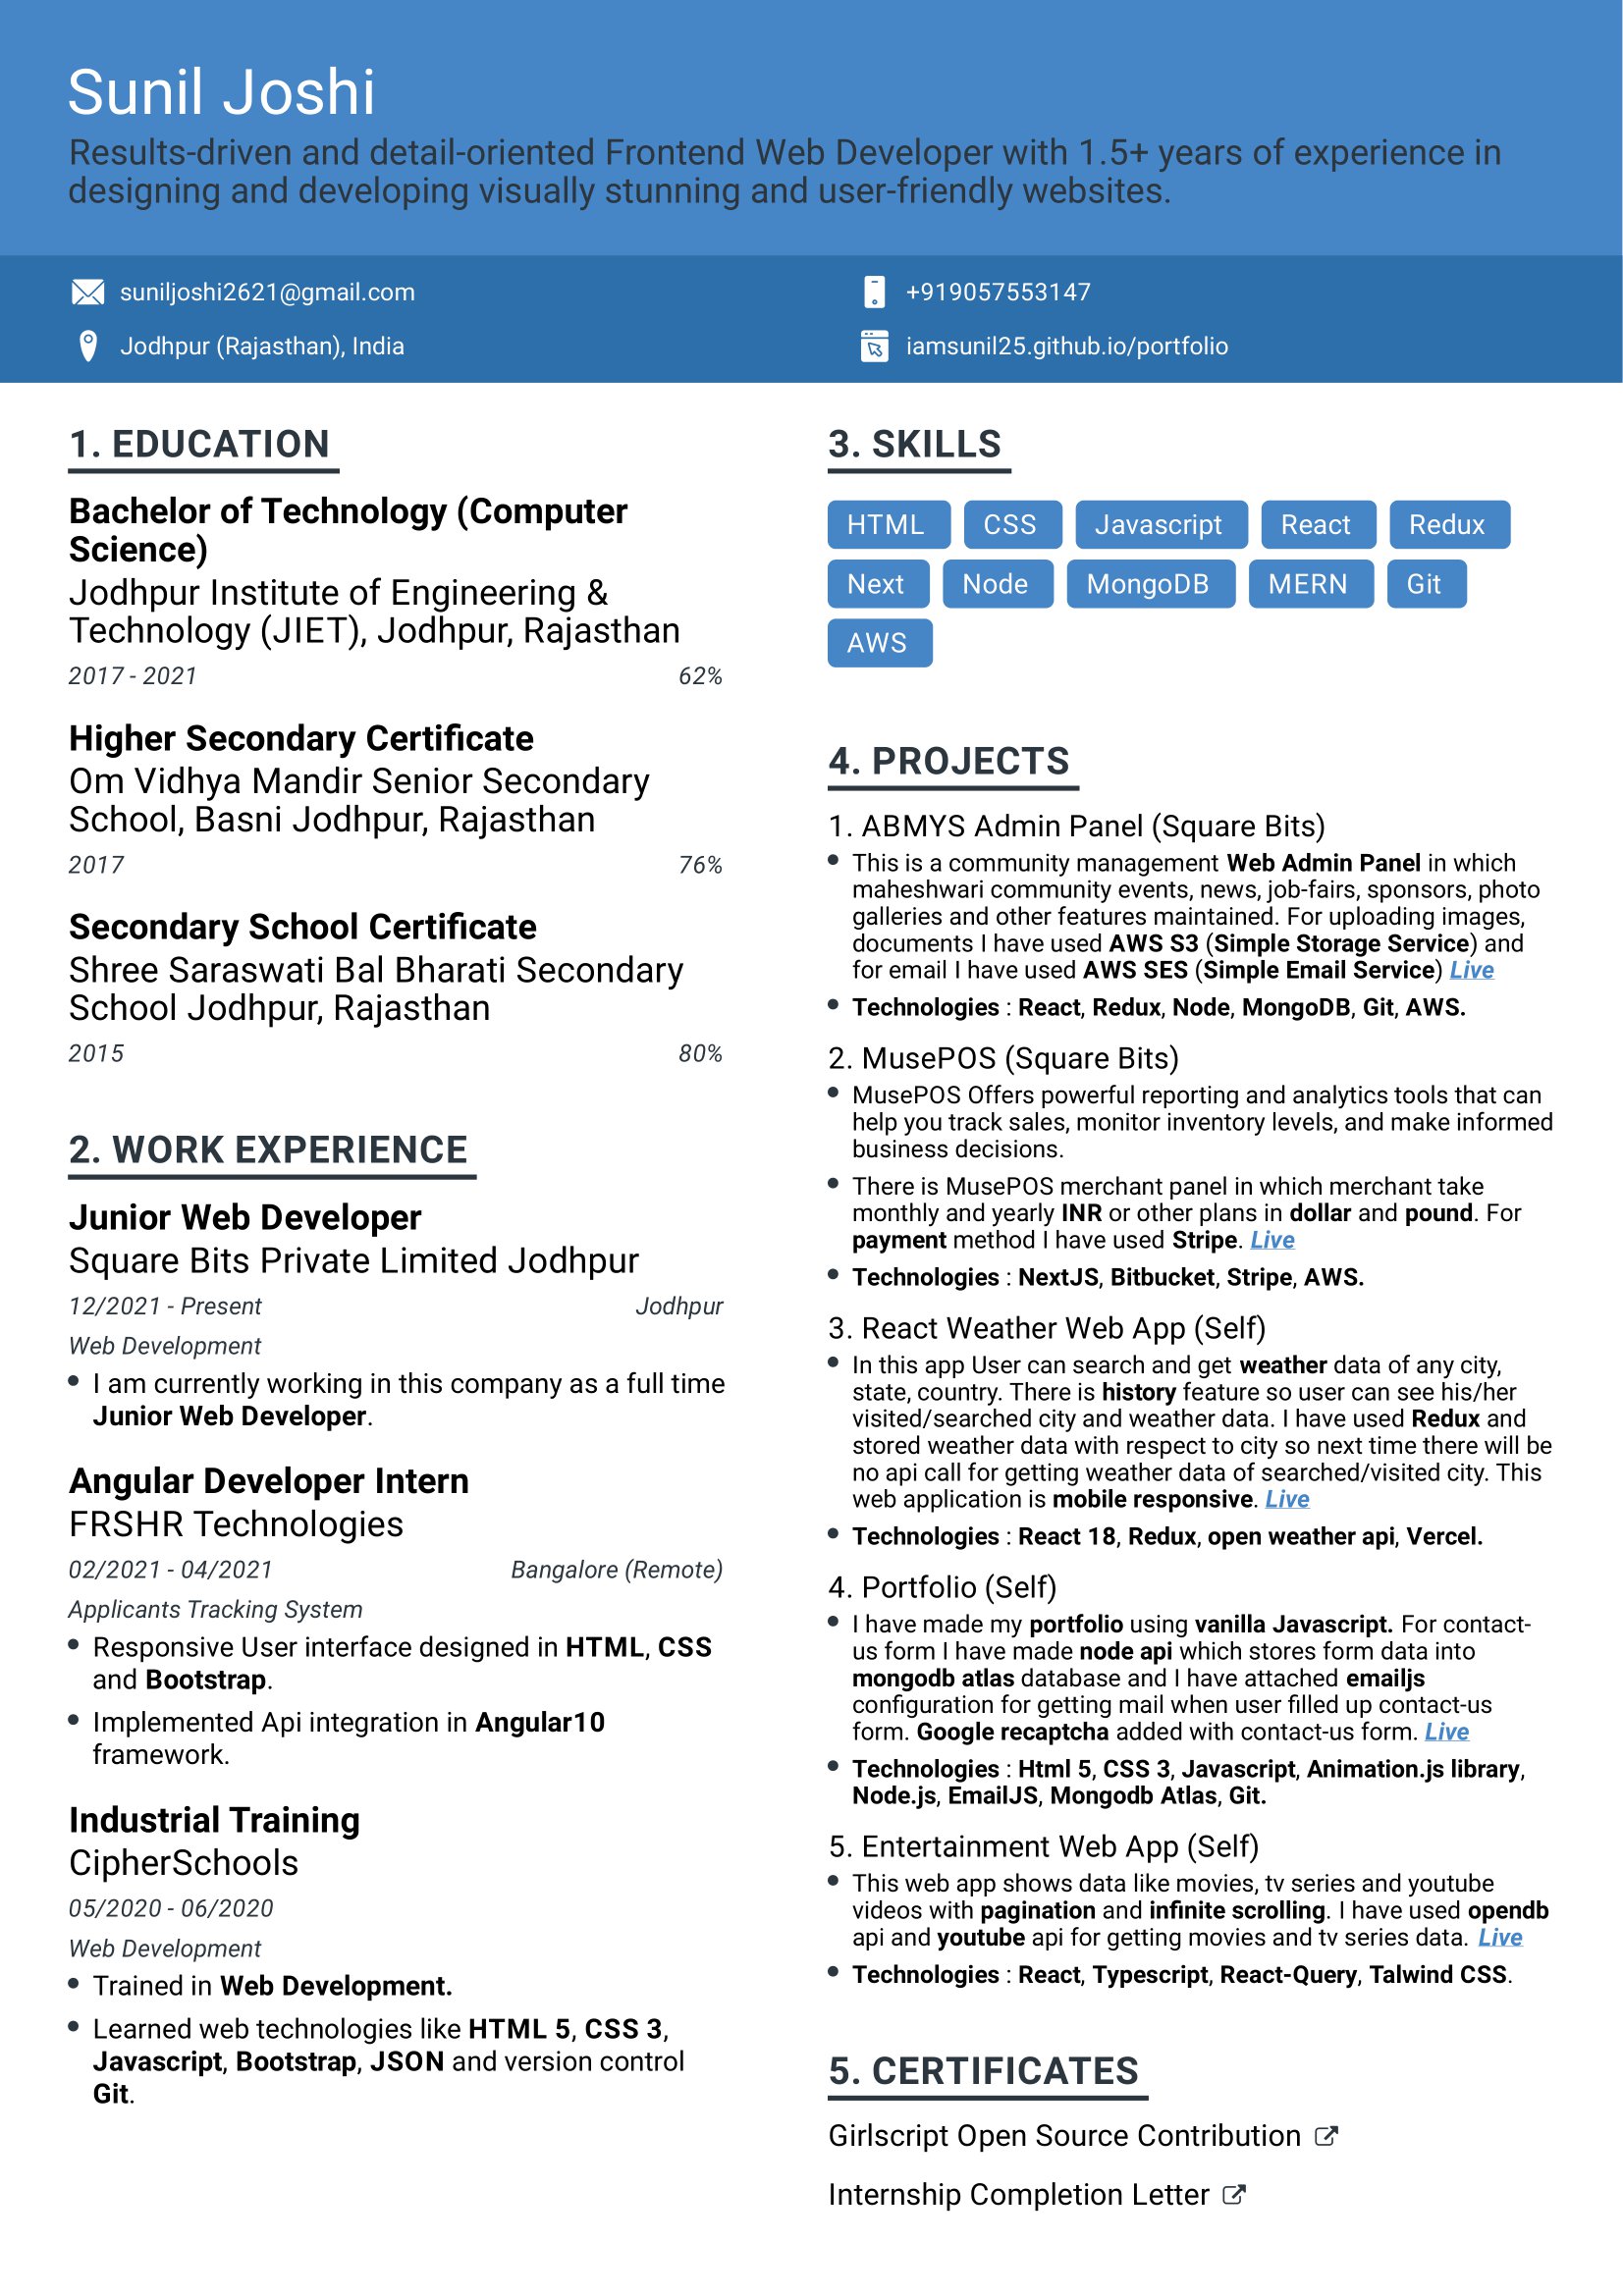 Sunil Joshi
Results-driven and detail-oriented Frontend Web Developer with 1.5+ years of experience in
designing and developing visually stunning and user-friendly websites.
suniljoshi2621@gmail.com
+919057553147
Jodhpur (Rajasthan), India
iamsunil25.github.io/portfolio
1. EDUCATION
Bachelor of Technology (Computer
Science)
Jodhpur Institute of Engineering &
Technology (JIET), Jodhpur, Rajasthan
2017 - 2021 62%
Higher Secondary Certificate
Om Vidhya Mandir Senior Secondary
School, Basni Jodhpur, Rajasthan
2017 76%
Secondary School Certificate
Shree Saraswati Bal Bharati Secondary
School Jodhpur, Rajasthan
2015 80%
2. WORK EXPERIENCE
Junior Web Developer
Square Bits Private Limited Jodhpur
12/2021 - Present Jodhpur
Web Development
• I am currently working in this company as a full time
Junior Web Developer.
Angular Developer Intern
FRSHR Technologies
02/2021 - 04/2021 Bangalore (Remote)
Applicants Tracking System
• Responsive User interface designed in HTML, CSS
and Bootstrap.
• Implemented Api integration in Angular10
framework.
Industrial Training
CipherSchools
05/2020 - 06/2020
Web Development
• Trained in Web Development.
• Learned web technologies like HTML 5, CSS 3,
Javascript, Bootstrap, JSON and version control
Git.
3. SKILLS
HTML CSS Javascript React Redux
Next Node MongoDB MERN Git
AWS
4. PROJECTS
1. ABMYS Admin Panel (Square Bits)
• This is a community management Web Admin Panel in which
maheshwari community events, news, job-fairs, sponsors, photo
galleries and other features maintained. For uploading images,
documents I have used AWS S3 (Simple Storage Service) and
for email I have used AWS SES (Simple Email Service) Live
• Technologies : React, Redux, Node, MongoDB, Git, AWS.
2. MusePOS (Square Bits)
• MusePOS Offers powerful reporting and analytics tools that can
help you track sales, monitor inventory levels, and make informed
business decisions.
• There is MusePOS merchant panel in which merchant take
monthly and yearly INR or other plans in dollar and pound. For
payment method I have used Stripe. Live
• Technologies : NextJS, Bitbucket, Stripe, AWS.
3. React Weather Web App (Self)
• In this app User can search and get weather data of any city,
state, country. There is history feature so user can see his/her
visited/searched city and weather data. I have used Redux and
stored weather data with respect to city so next time there will be
no api call for getting weather data of searched/visited city. This
web application is mobile responsive. Live
• Technologies : React 18, Redux, open weather api, Vercel.
4. Portfolio (Self)
• I have made my portfolio using vanilla Javascript. For contact-
us form I have made node api which stores form data into
mongodb atlas database and I have attached emailjs
configuration for getting mail when user filled up contact-us
form. Google recaptcha added with contact-us form. Live
• Technologies : Html 5, CSS 3, Javascript, Animation.js library,
Node.js, EmailJS, Mongodb Atlas, Git.
5. Entertainment Web App (Self)
• This web app shows data like movies, tv series and youtube
videos with pagination and infinite scrolling. I have used opendb
api and youtube api for getting movies and tv series data. Live
• Technologies : React, Typescript, React-Query, Talwind CSS.
5. CERTIFICATES
Girlscript Open Source Contribution
Internship Completion Letter